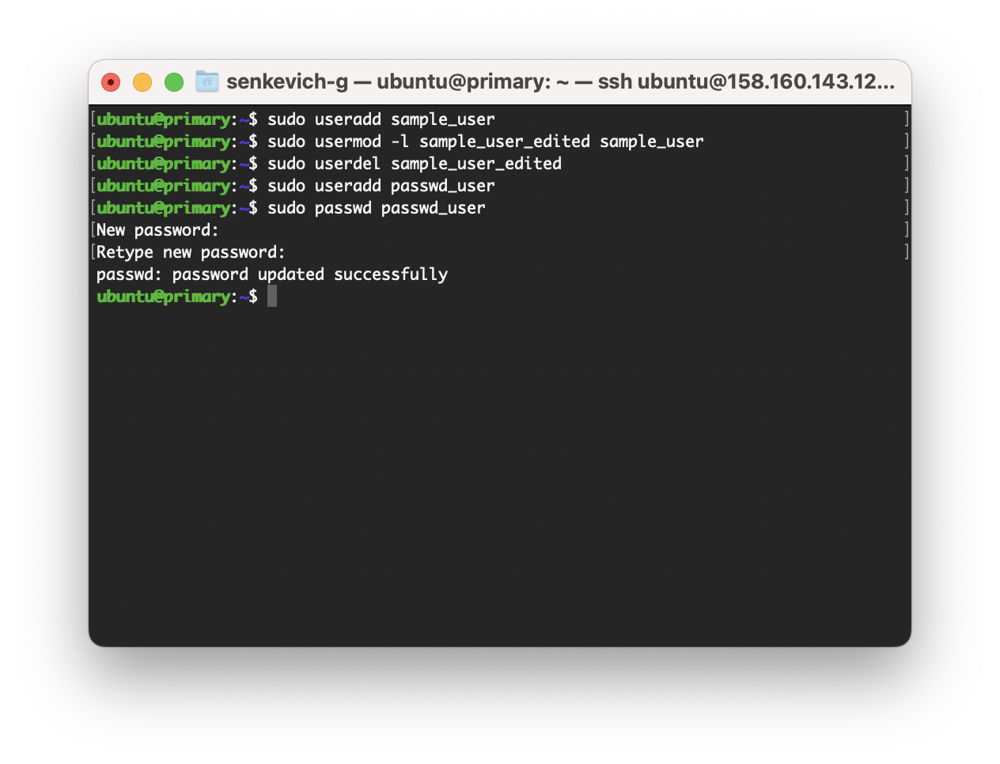 senkevich-g — ubuntu@primary: ~ — ssh ubuntu@158.160.143.12...
[ubuntu@primary:~$ sudo useradd sample_user ]
[ubuntu@primary:~$ sudo usermod -l sample_user_edited sample_user ]
[ubuntu@primary:~$ sudo userdel sample_user_edited ]
[ubuntu@primary:~$ sudo useradd passwd_user ]
[ubuntu@primary:~$ sudo passwd passwd_user ]
[New password: ]
[Retype new password: ]
passwd: password updated successfully
ubuntu@primary:~$